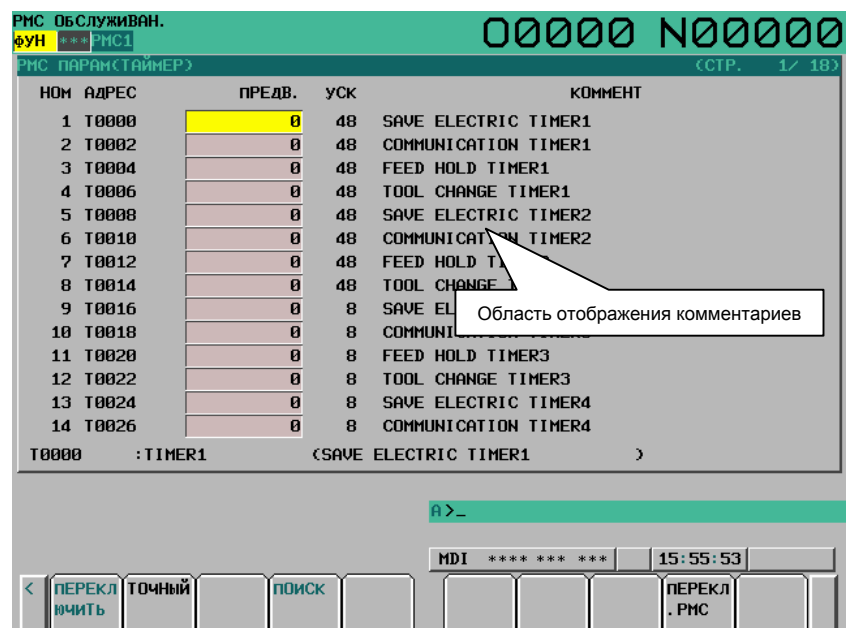 РМС ОБСЛУЖИВАН.
ФУН *** РМС1
O0000 N00000
РМС ПАРАМ(ТАЙМЕР) (СТР. 1/ 18)
НОМ АДРЕС ПРЕДВ. УСК КОММЕНТ
1 T0000 0 48 SAVE ELECTRIC TIMER1
2 T0002 0 48 COMMUNICATION TIMER1
3 T0004 0 48 FEED HOLD TIMER1
4 T0006 0 48 TOOL CHANGE TIMER1
5 T0008 0 48 SAVE ELECTRIC TIMER2
6 T0010 0 48 COMMUNICATION TIMER2
7 T0012 0 48 FEED HOLD
8 T0014 0 48 TOOL CHANGE
9 T0016 0 8 SAVE EL
10 T0018 0 8 COMMUNI
11 T0020 0 8 FEED HOLD TIMER3
12 T0022 0 8 TOOL CHANGE TIMER3
13 T0024 0 8 SAVE ELECTRIC TIMER4
14 T0026 0 8 COMMUNICATION TIMER4
Область отображения комментариев
T0000 :TIMER1 (SAVE ELECTRIC TIMER1 )
A>_
MDI **** *** *** 15:55:53
< ПЕРЕКЛ ТОЧНЫЙ ПОИСК ПЕРЕКЛ
ЮЧИТЬ .РМС